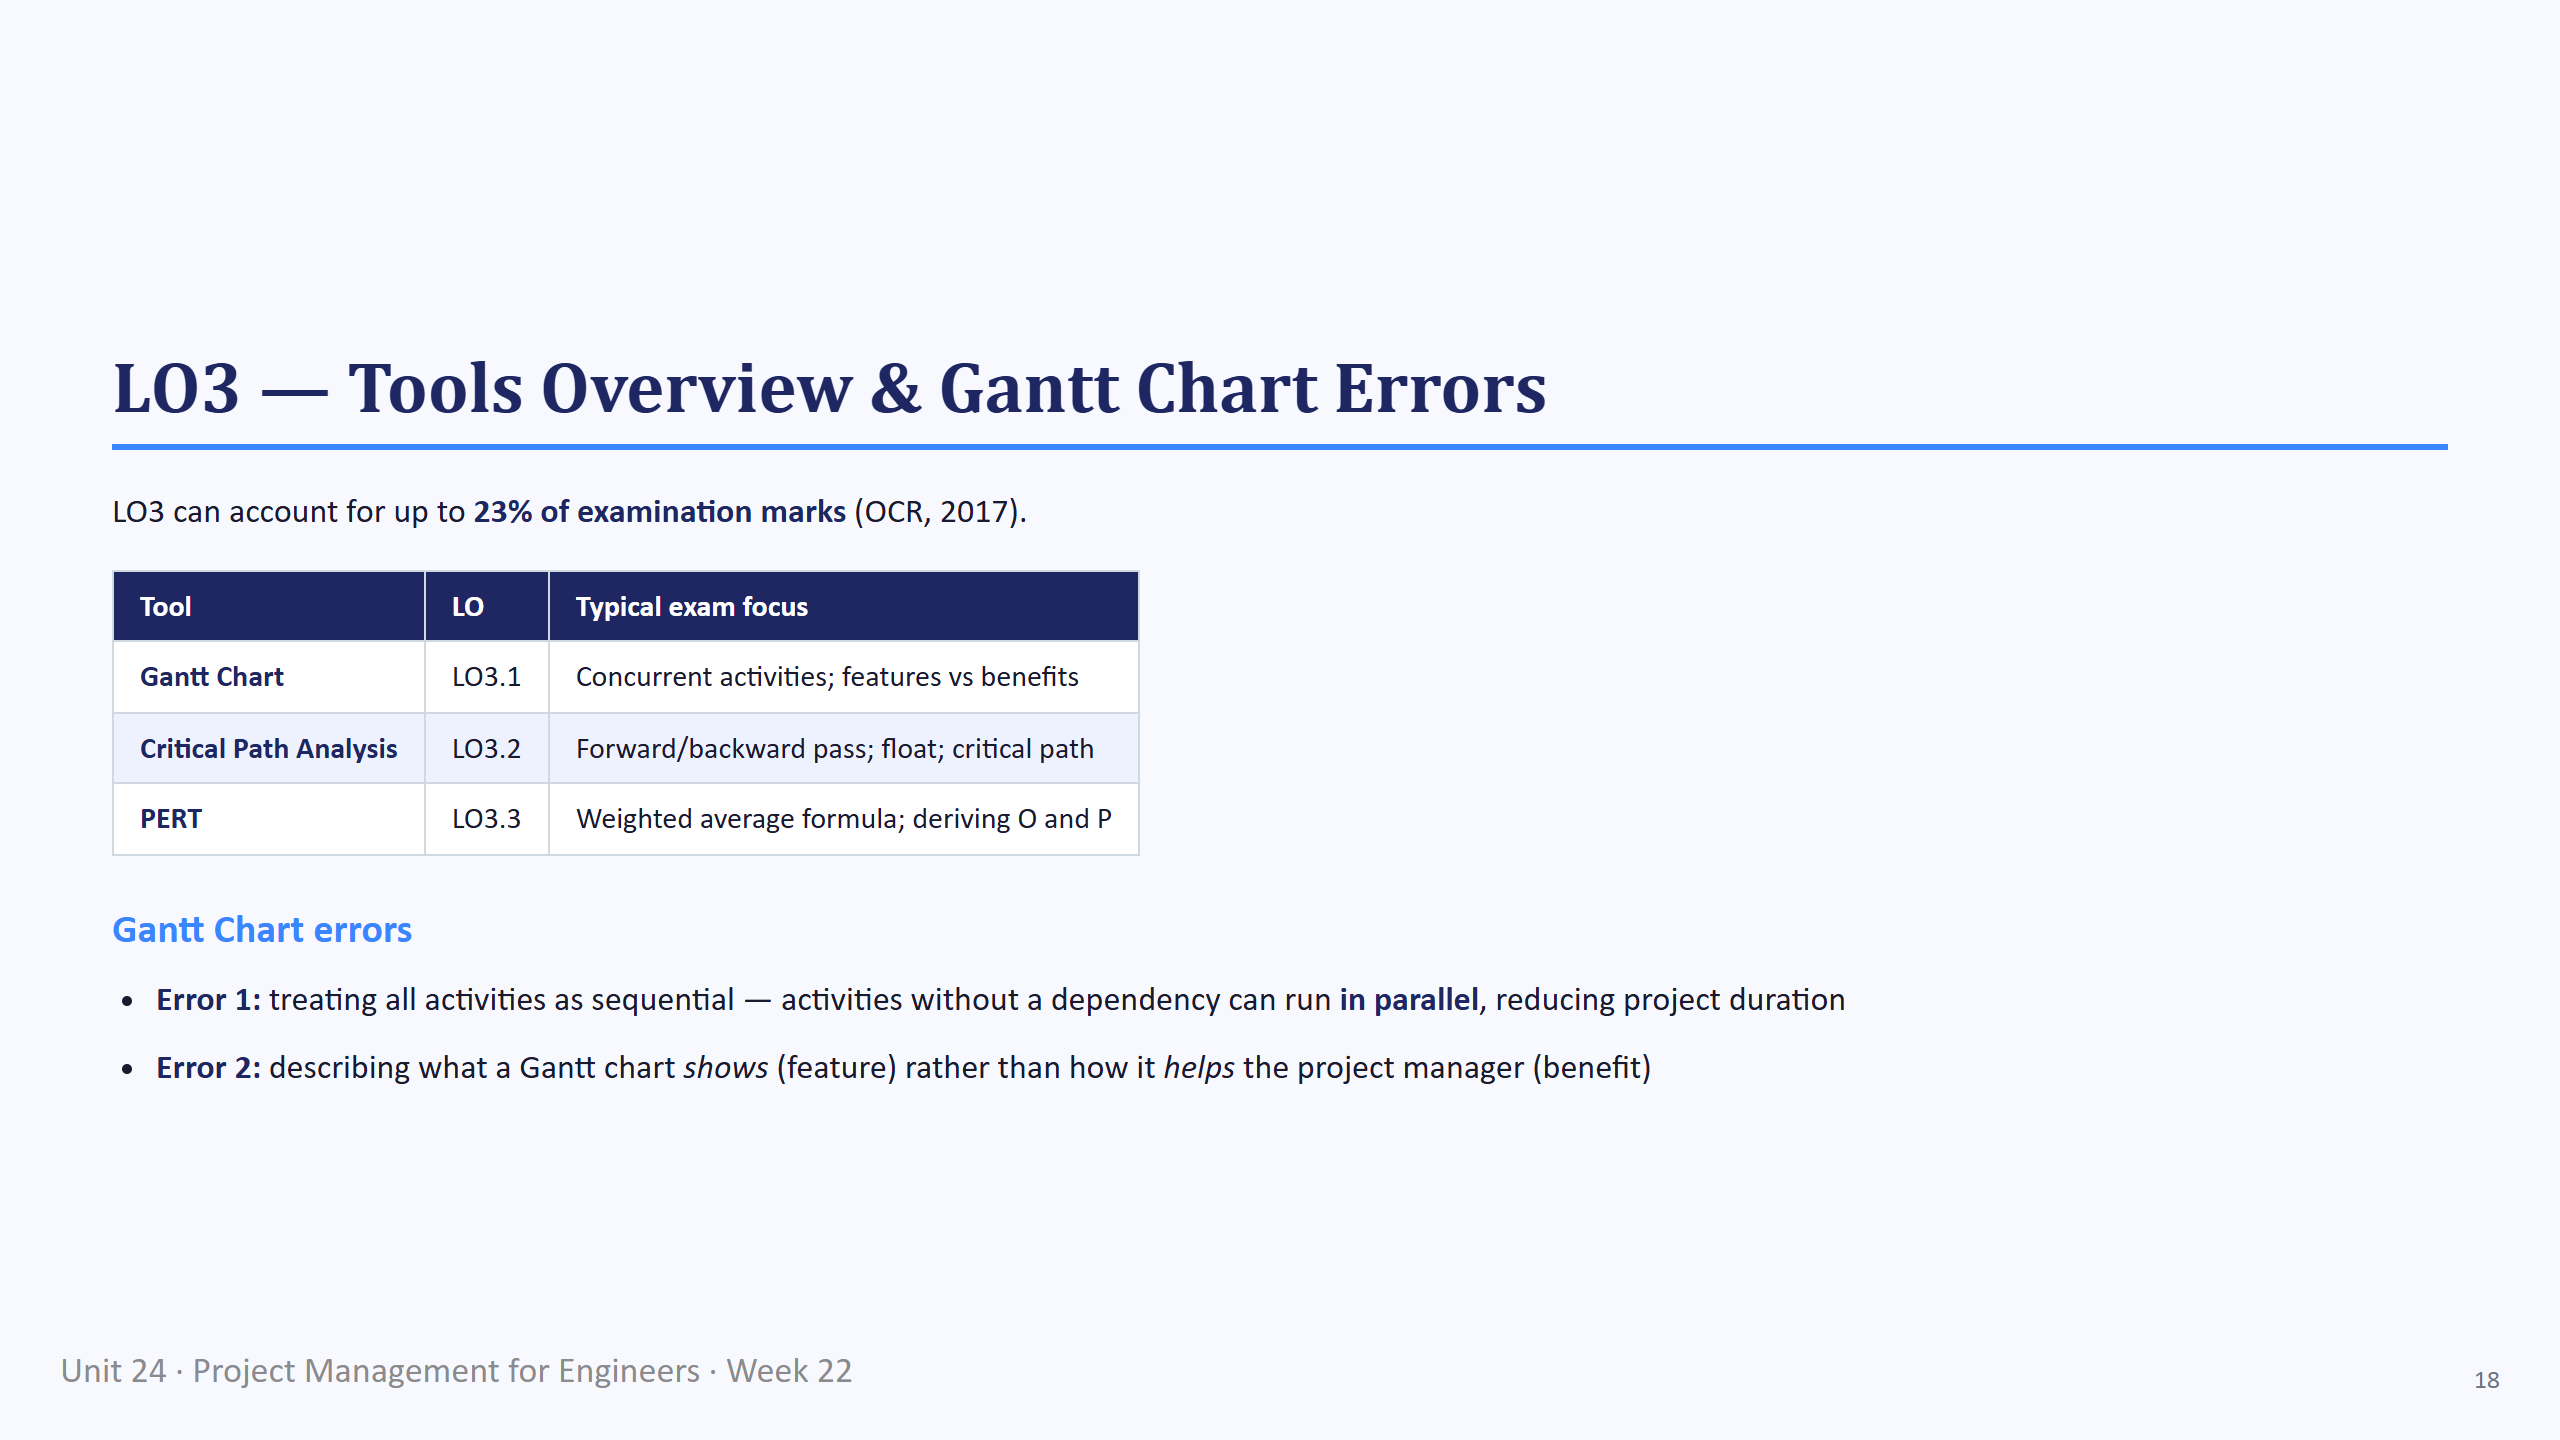 LO3 — Tools Overview & Gantt Chart Errors
LO3 can account for up to 23% of examination marks (OCR, 2017).
Tool LO Typical exam focus
Gantt Chart LO3.1 Concurrent activities; features vs benefits
Critical Path Analysis LO3.2 Forward/backward pass; float; critical path
PERT LO3.3 Weighted average formula; deriving O and P
Gantt Chart errors
• Error 1: treating all activities as sequential — activities without a dependency can run in parallel, reducing project duration
• Error 2: describing what a Gantt chart shows (feature) rather than how it helps the project manager (benefit)
Unit 24 · Project Management for Engineers · Week 22
18